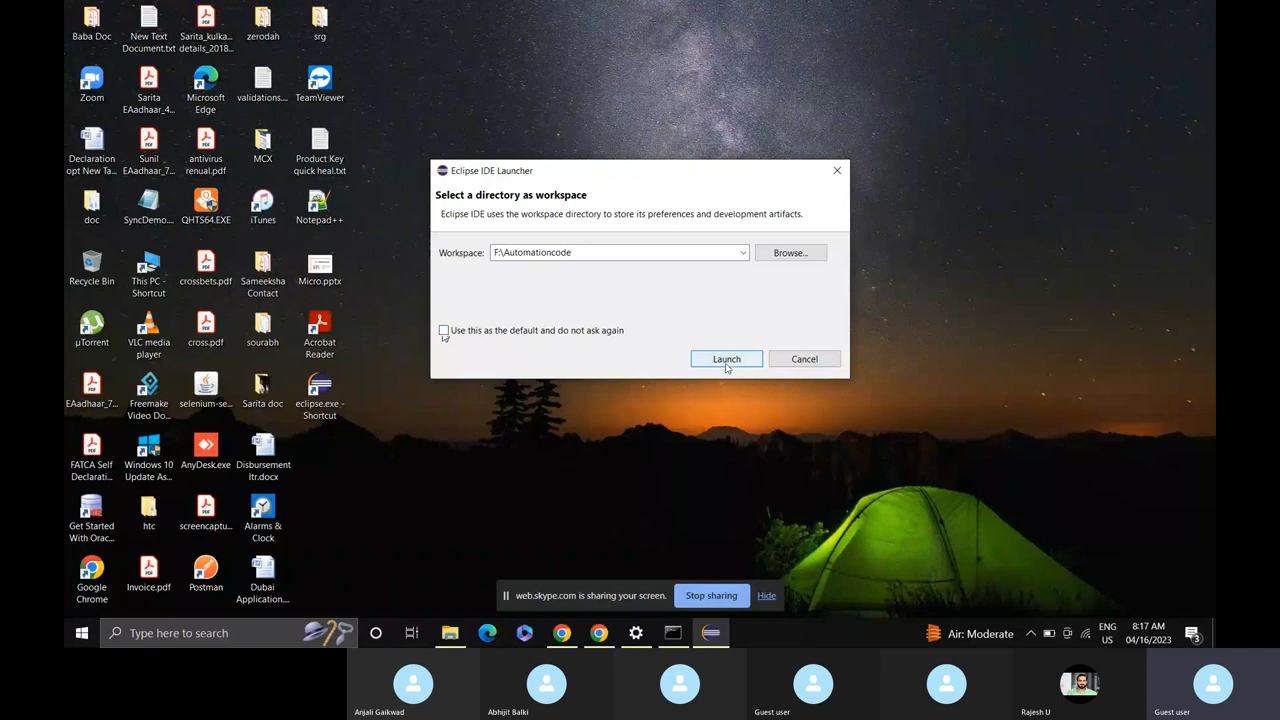 Baba Doc
New Text
Document.txt
Sarita_kulka...
details_2018...
zerodah
srg
Zoom
Sarita
EAadhaar_4...
Microsoft
Edge
validations....
TeamViewer
Declaration
opt New Ta...
Sunil
EAadhaar_7...
antivirus
renual.pdf
MCX
Product Key
quick heal.txt
doc
SyncDemo....
QHTS64.EXE
iTunes
Notepad++
Recycle Bin
This PC -
Shortcut
crossbets.pdf
Sameeksha
Contact
Micro.pptx
µTorrent
VLC media
player
cross.pdf
sourabh
Acrobat
Reader
EAadhaar_7...
Freemake
Video Do...
selenium-se...
Sarita doc
eclipse.exe -
Shortcut
FATCA Self
Declarati...
Windows 10
Update As...
AnyDesk.exe
Disbursement
ltr.docx
Get Started
With Orac...
htc
screencaptu...
Alarms &
Clock
Google
Chrome
Invoice.pdf
Postman
Dubai
Application....
Eclipse IDE Launcher
Select a directory as workspace
Eclipse IDE uses the workspace directory to store its preferences and development artifacts.
Workspace: F:\Automationcode Browse...
Use this as the default and do not ask again
Launch Cancel
web.skype.com is sharing your screen. Stop sharing Hide
Type here to search
Air: Moderate
ENG
US
8:17 AM
04/16/2023
3
Anjali Gaikwad
Abhijit Balki
Guest user
Rajesh U
Guest user